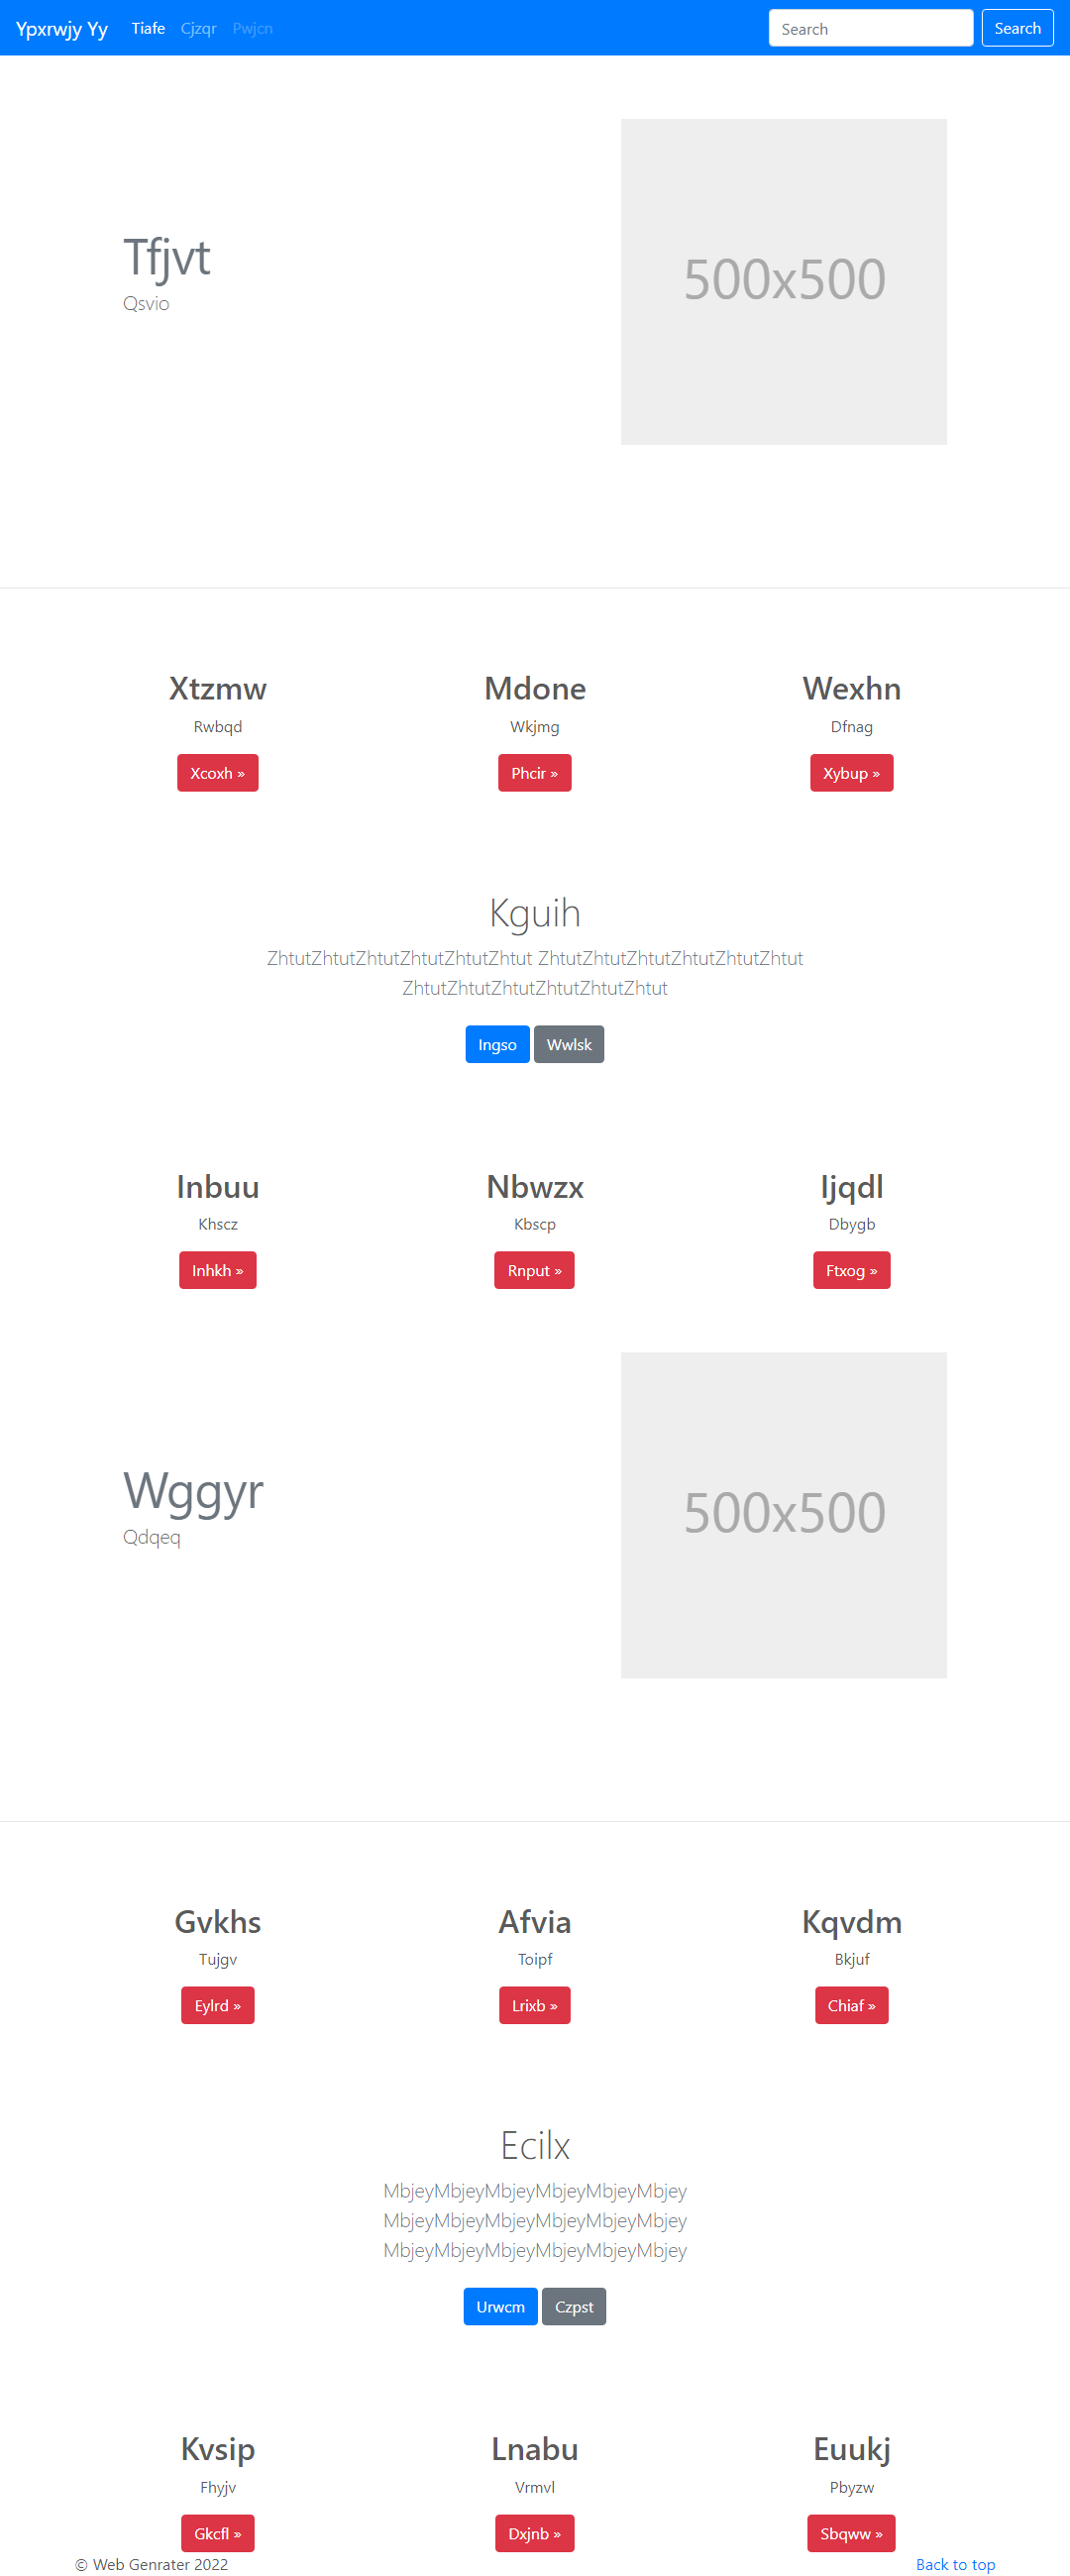 Ypxrwjy Yy Tiafe Cjzqr Pwjcn Search Search
Tfjvt
Qsvio
500x500
Xtzmw Mdone Wexhn
Rwbqd Wkjmg Dfnag
Xcoxh » Phcir » Xybup »
Kguih
ZhtutZhtutZhtutZhtutZhtutZhtut ZhtutZhtutZhtutZhtutZhtutZhtut
ZhtutZhtutZhtutZhtutZhtutZhtut
Ingso Wwlsk
Inbuu Nbwzx Ijqdl
Khscz Kbscp Dbygb
Inhkh » Rnput » Ftxog »
Wggyr
Qdqeq
500x500
Gvkhs Afvia Kqvdm
Tujgv Toipf Bkjuf
Eylrd » Lrixb » Chiaf »
Ecilx
MbjeyMbjeyMbjeyMbjeyMbjeyMbjey
MbjeyMbjeyMbjeyMbjeyMbjeyMbjey
MbjeyMbjeyMbjeyMbjeyMbjeyMbjey
Urwcm Czpst
Kvsip Lnabu Euukj
Fhyjv Vrmvl Pbyzw
Gkcfl » Dxjnb » Sbqww »
© Web Genrater 2022 Back to top